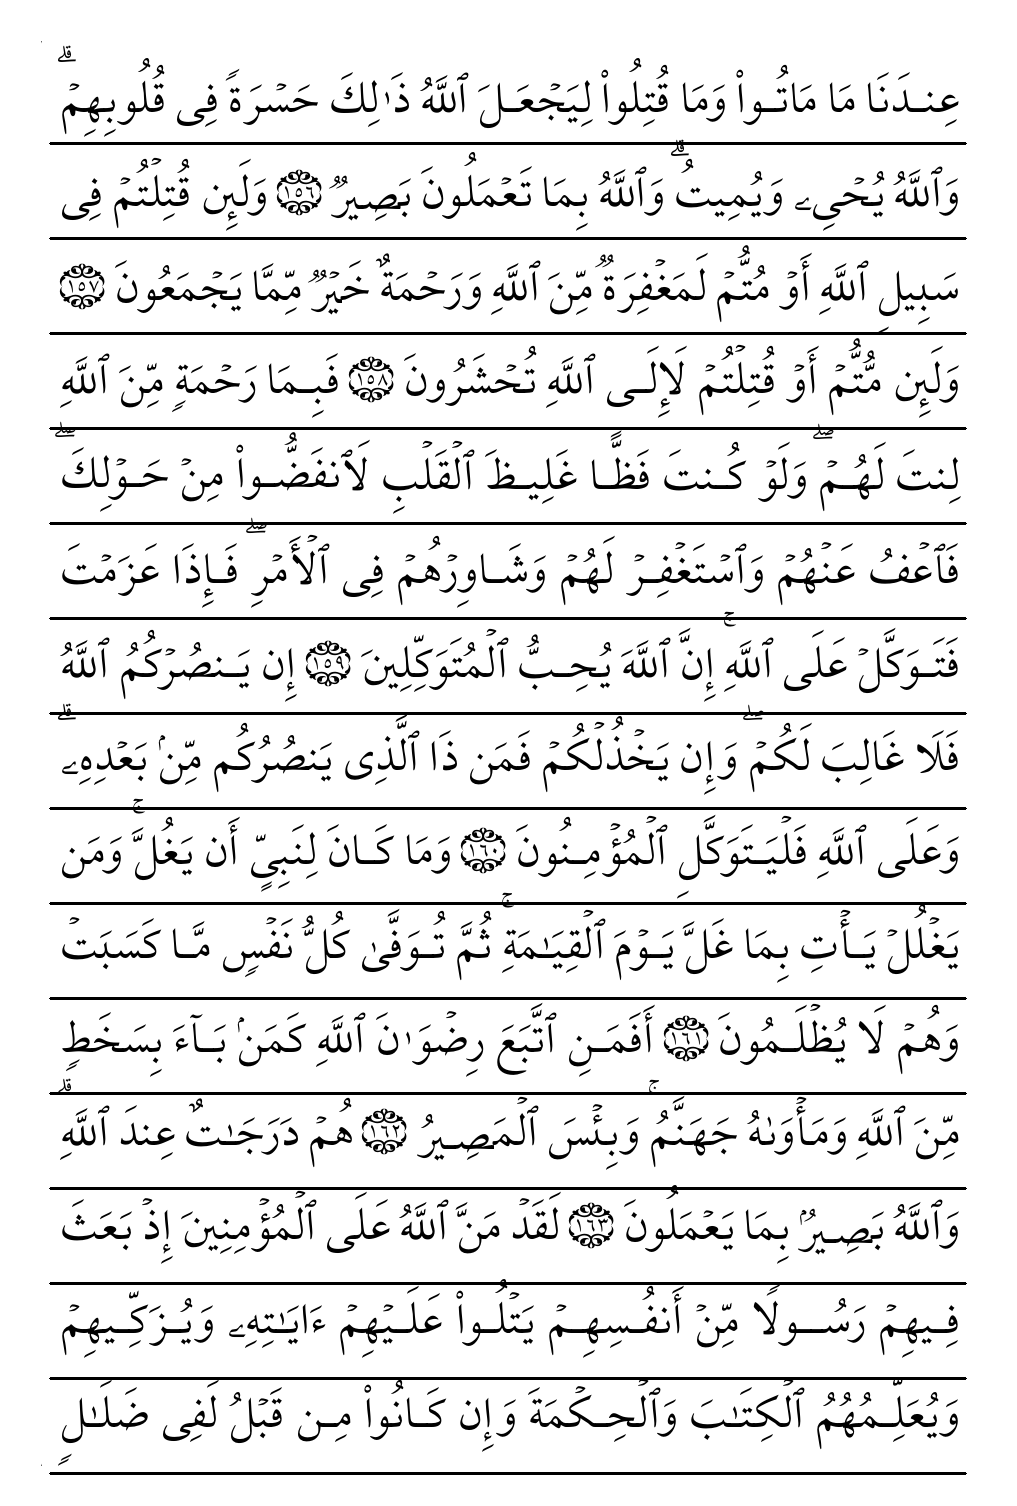 عِندَنَا مَا مَاتُوا۟ وَمَا قُتِلُوا۟ لِيَجْعَلَ ٱللَّهُ ذَٰلِكَ حَسْرَةً فِى قُلُوبِهِمْ ۗ
وَٱللَّهُ يُحْىِۦ وَيُمِيتُ ۗ وَٱللَّهُ بِمَا تَعْمَلُونَ بَصِيرٌ ١٥٦ وَلَئِن قُتِلْتُمْ فِى
سَبِيلِ ٱللَّهِ أَوْ مُتُّمْ لَمَغْفِرَةٌ مِّنَ ٱللَّهِ وَرَحْمَةٌ خَيْرٌ مِّمَّا يَجْمَعُونَ ١٥٧
وَلَئِن مُّتُّمْ أَوْ قُتِلْتُمْ لَإِلَى ٱللَّهِ تُحْشَرُونَ ١٥٨ فَبِمَا رَحْمَةٍ مِّنَ ٱللَّهِ
لِنتَ لَهُمْ ۖ وَلَوْ كُنتَ فَظًّا غَلِيظَ ٱلْقَلْبِ لَٱنفَضُّوا۟ مِنْ حَوْلِكَ ۖ
فَٱعْفُ عَنْهُمْ وَٱسْتَغْفِرْ لَهُمْ وَشَاوِرْهُمْ فِى ٱلْأَمْرِ ۖ فَإِذَا عَزَمْتَ
فَتَوَكَّلْ عَلَى ٱللَّهِ ۚ إِنَّ ٱللَّهَ يُحِبُّ ٱلْمُتَوَكِّلِينَ ١٥٩ إِن يَنصُرْكُمُ ٱللَّهُ
فَلَا غَالِبَ لَكُمْ ۖ وَإِن يَخْذُلْكُمْ فَمَن ذَا ٱلَّذِى يَنصُرُكُم مِّنۢ بَعْدِهِۦ ۗ
وَعَلَى ٱللَّهِ فَلْيَتَوَكَّلِ ٱلْمُؤْمِنُونَ ١٦٠ وَمَا كَانَ لِنَبِىٍّ أَن يَغُلَّ ۚ وَمَن
يَغْلُلْ يَأْتِ بِمَا غَلَّ يَوْمَ ٱلْقِيَـٰمَةِ ۚ ثُمَّ تُوَفَّىٰ كُلُّ نَفْسٍ مَّا كَسَبَتْ
وَهُمْ لَا يُظْلَمُونَ ١٦١ أَفَمَنِ ٱتَّبَعَ رِضْوَٰنَ ٱللَّهِ كَمَنۢ بَآءَ بِسَخَطٍ
مِّنَ ٱللَّهِ وَمَأْوَىٰهُ جَهَنَّمُ ۚ وَبِئْسَ ٱلْمَصِيرُ ١٦٢ هُمْ دَرَجَـٰتٌ عِندَ ٱللَّهِ ۗ
وَٱللَّهُ بَصِيرٌۢ بِمَا يَعْمَلُونَ ١٦٣ لَقَدْ مَنَّ ٱللَّهُ عَلَى ٱلْمُؤْمِنِينَ إِذْ بَعَثَ
فِيهِمْ رَسُولًا مِّنْ أَنفُسِهِمْ يَتْلُوا۟ عَلَيْهِمْ ءَايَـٰتِهِۦ وَيُزَكِّيهِمْ
وَيُعَلِّمُهُمُ ٱلْكِتَـٰبَ وَٱلْحِكْمَةَ وَإِن كَانُوا۟ مِن قَبْلُ لَفِى ضَلَـٰلٍ